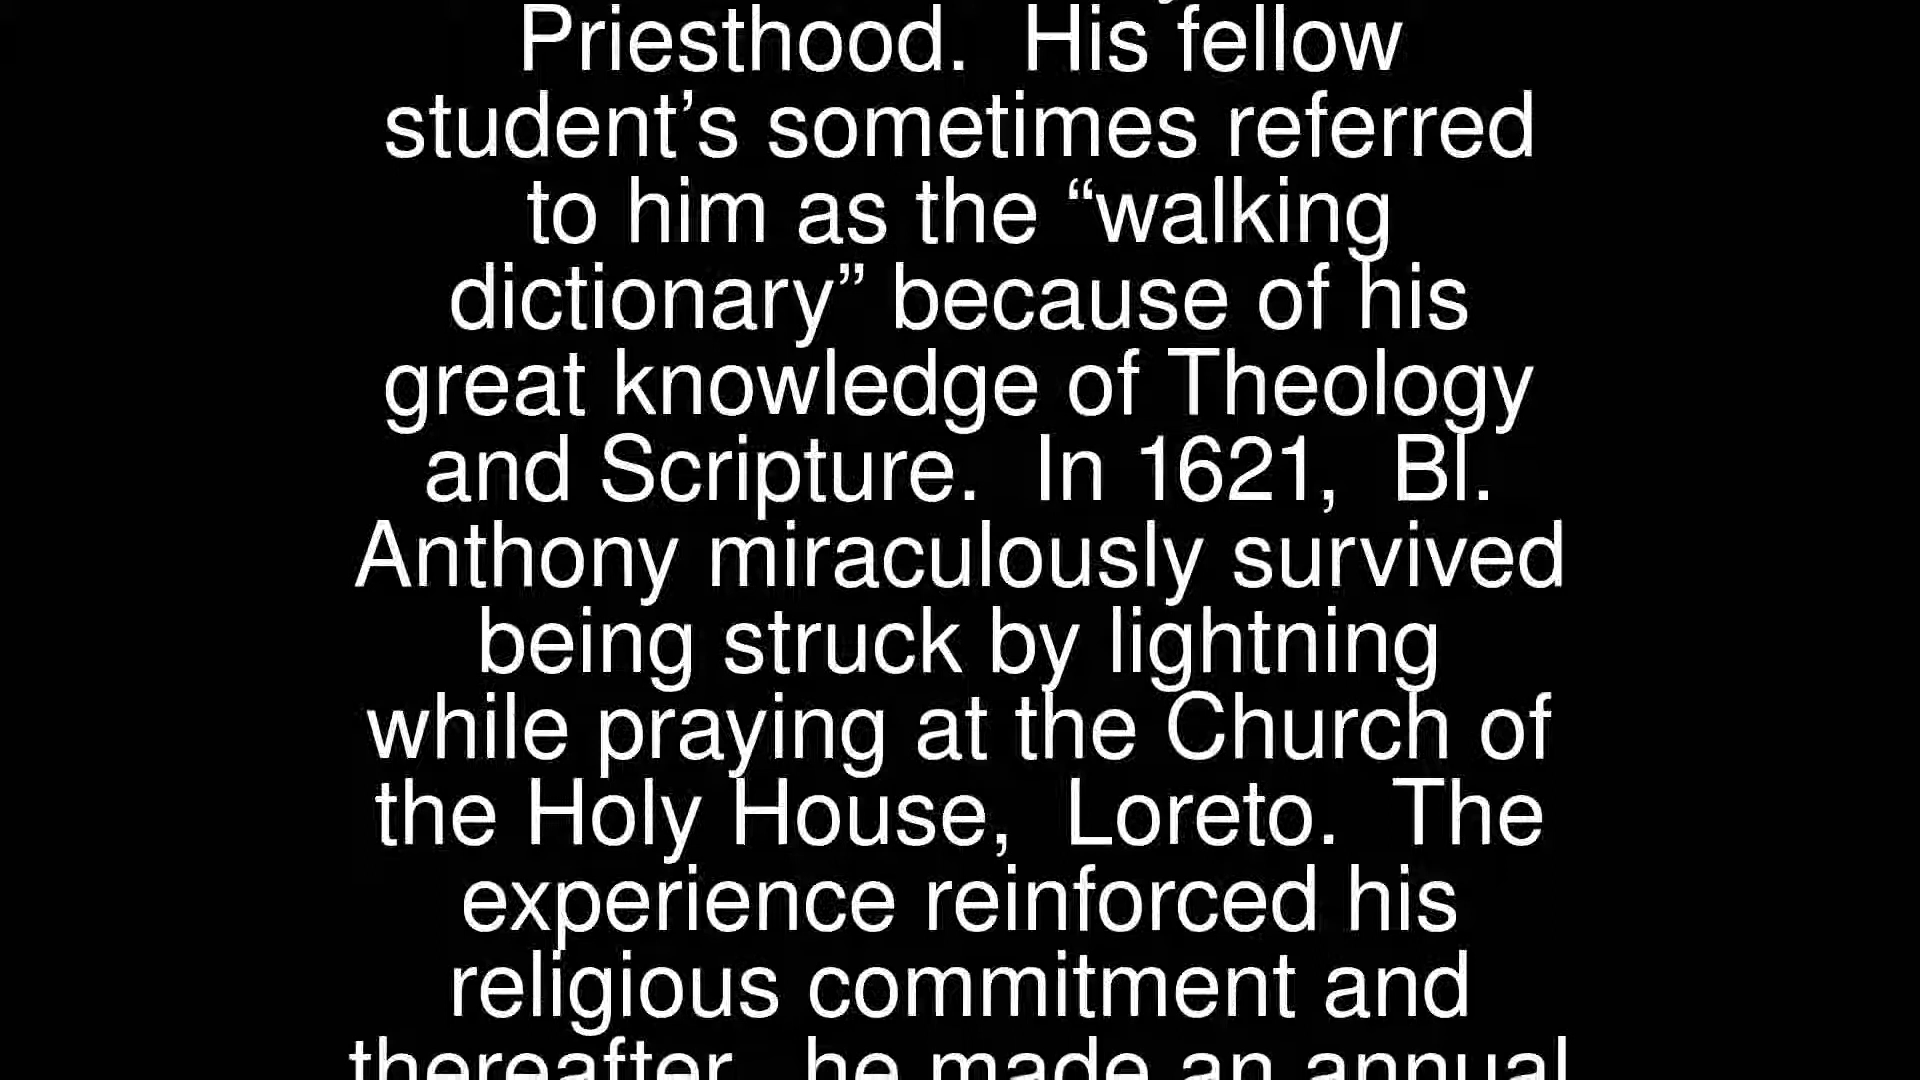 Priesthood.  His fellow
student’s sometimes referred
to him as the “walking
dictionary” because of his
great knowledge of Theology
and Scripture.  In 1621,  Bl.
Anthony miraculously survived
being struck by lightning
while praying at the Church of
the Holy House,  Loreto.  The
experience reinforced his
religious commitment and
thereafter,  he made an annual